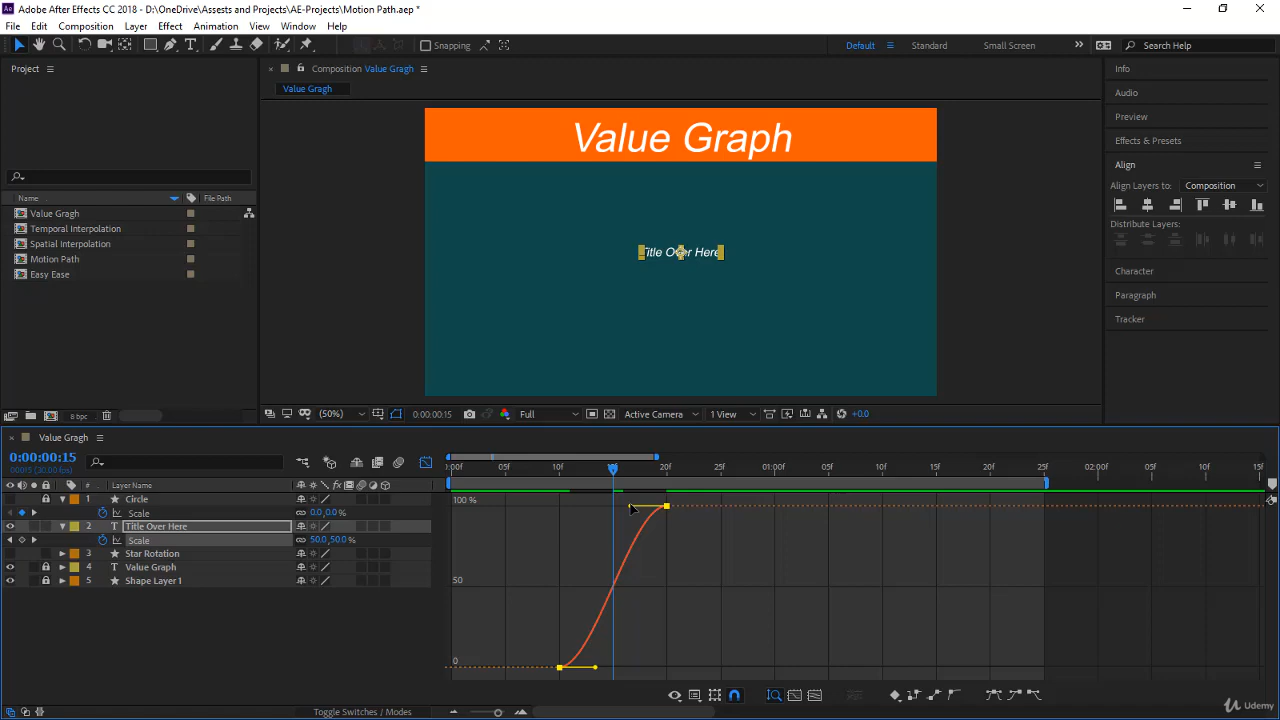 Adobe After Effects CC 2018 - D:\OneDrive\Assests and Projects\AE-Projects\Motion Path.aep *
File Edit Composition Layer Effect Animation View Window Help
Snapping
Default
Standard
Small Screen
Search Help
Project
Composition Value Gragh
Info
Value Gragh
Audio
Preview
Effects & Presets
Value Graph
Align
Align Layers to: Composition
Name
File Path
Value Gragh
Distribute Layers:
Temporal Interpolation
Spatial Interpolation
Title Over Here
Motion Path
Easy Ease
Character
Paragraph
Tracker
8 bpc
(50%)
0:00:00:15
Full
Active Camera
1 View
+0.0
Value Gragh
0:00:00:15
00015 (30.00 fps)
0:00f 05f 10f 15f 20f 25f 01:00f 05f 10f 15f 20f 25f 02:00f 05f 10f 15f
# Layer Name
1 Circle
100 %
Scale
0.0,0.0 %
2 T Title Over Here
Scale
50.0,50.0 %
3 Star Rotation
4 T Value Graph
50
5 Shape Layer 1
0
Toggle Switches / Modes
Udemy